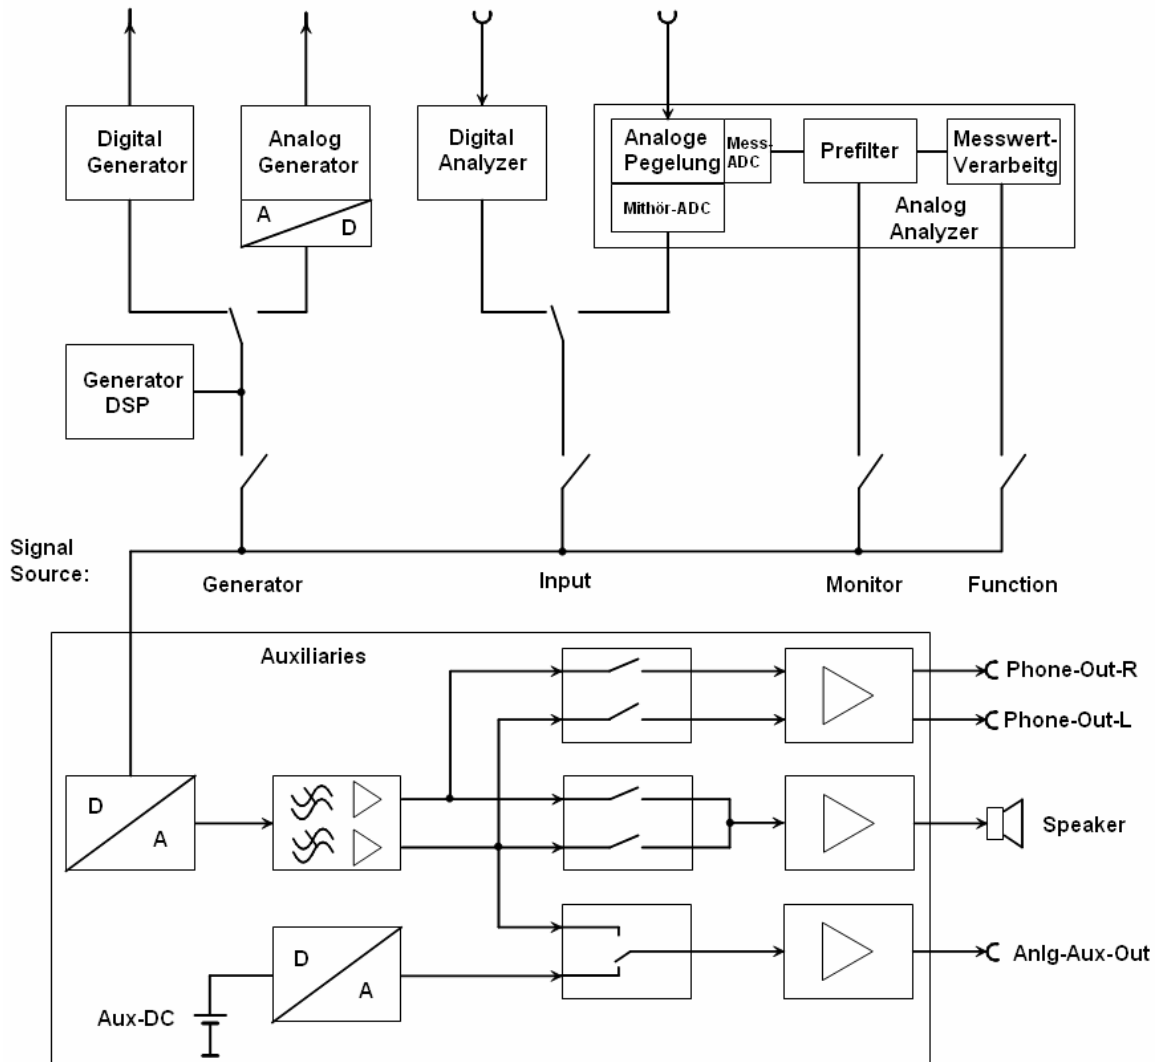 Digital
Generator
Analog
Generator
A
D
Digital
Analyzer
Analoge
Pegelung
Mess-
ADC
Mithör-ADC
Prefilter
Messwert-
Verarbeitg
Analog
Analyzer
Generator
DSP
Signal
Source:
Generator
Input
Monitor
Function
Auxiliaries
Phone-Out-R
Phone-Out-L
D
A
Speaker
D
A
Aux-DC
Anlg-Aux-Out